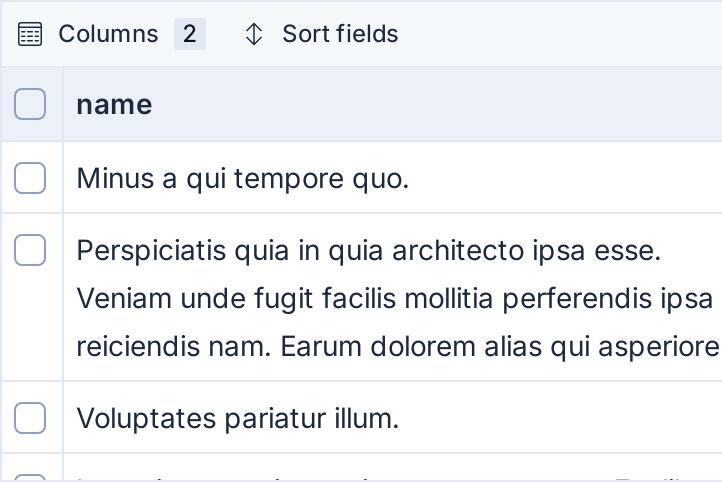 Columns 2 Sort fields
name
Minus a qui tempore quo.
Perspiciatis quia in quia architecto ipsa esse.
Veniam unde fugit facilis mollitia perferendis ipsa
reiciendis nam. Earum dolorem alias qui asperiore
Voluptates pariatur illum.